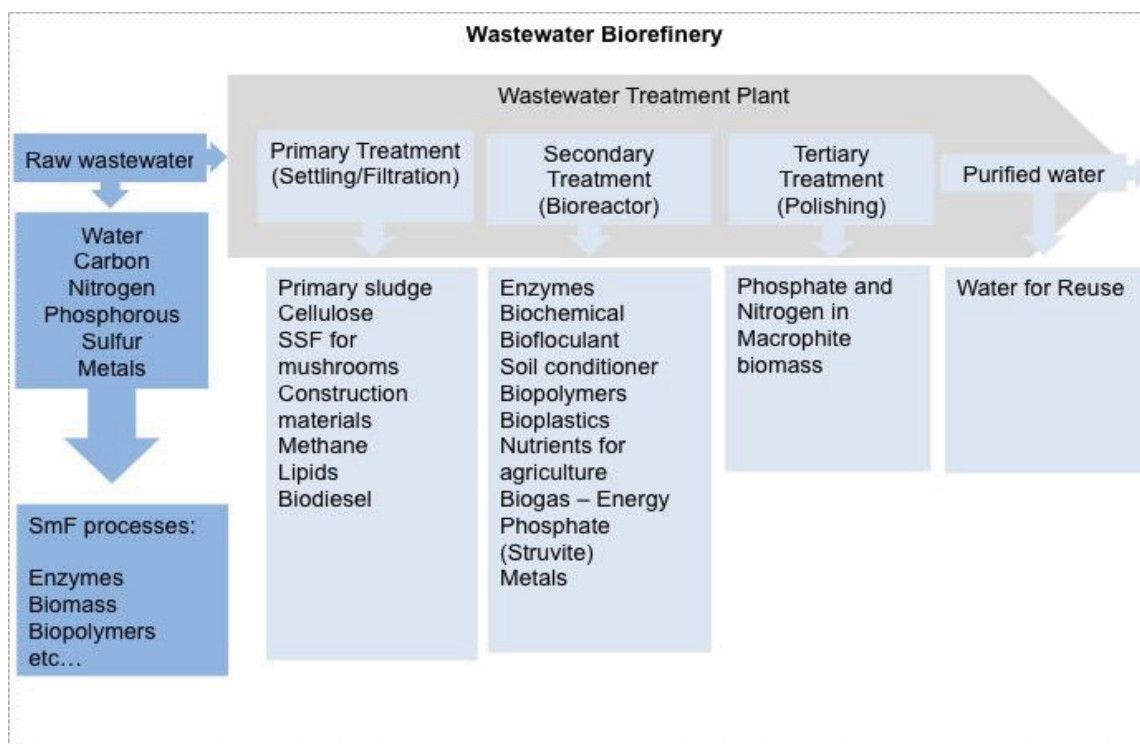 Wastewater Biorefinery
Wastewater Treatment Plant
Raw wastewater
Primary Treatment
(Settling/Filtration)
Secondary
Treatment
(Bioreactor)
Tertiary
Treatment
(Polishing)
Purified water
Water
Carbon
Nitrogen
Phosphorous
Sulfur
Metals
SmF processes:
Enzymes
Biomass
Biopolymers
etc…
Primary sludge
Cellulose
SSF for
mushrooms
Construction
materials
Methane
Lipids
Biodiesel
Enzymes
Biochemical
Biofloculant
Soil conditioner
Biopolymers
Bioplastics
Nutrients for
agriculture
Biogas – Energy
Phosphate
(Struvite)
Metals
Phosphate and
Nitrogen in
Macrophite
biomass
Water for Reuse